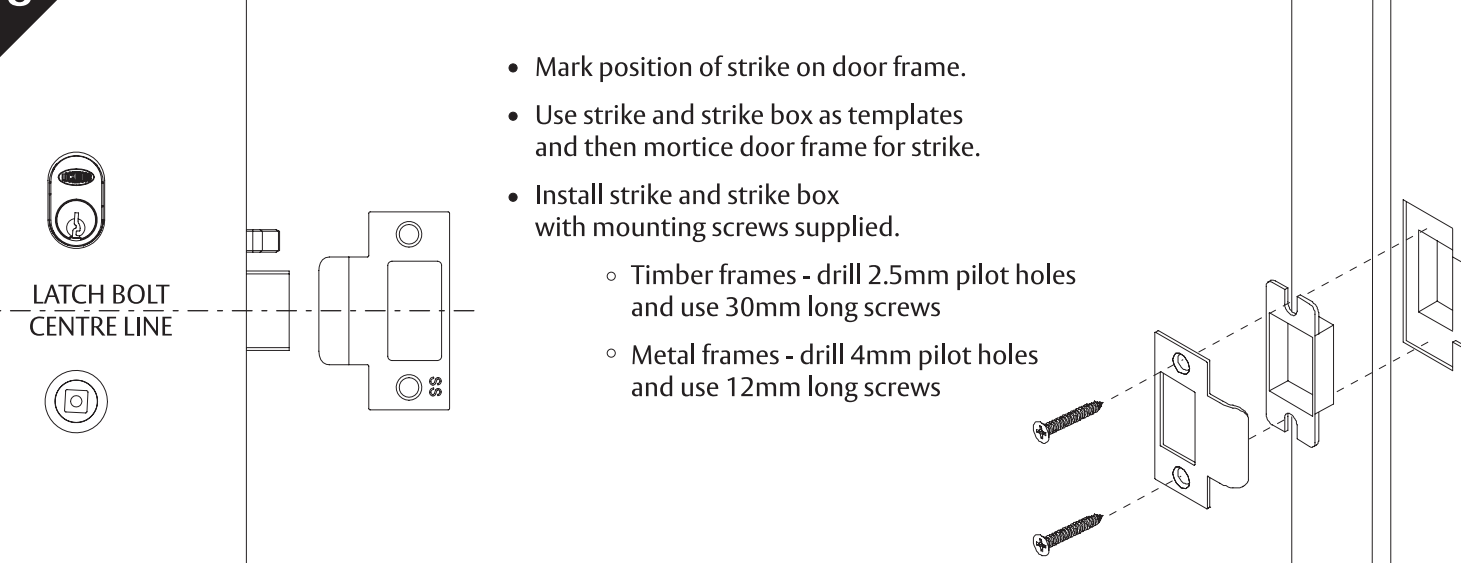 LATCH BOLT
CENTRE LINE
• Mark position of strike on door frame.
• Use strike and strike box as templates
and then mortice door frame for strike.
• Install strike and strike box
with mounting screws supplied.
◦ Timber frames - drill 2.5mm pilot holes
and use 30mm long screws
◦ Metal frames - drill 4mm pilot holes
and use 12mm long screws
SS